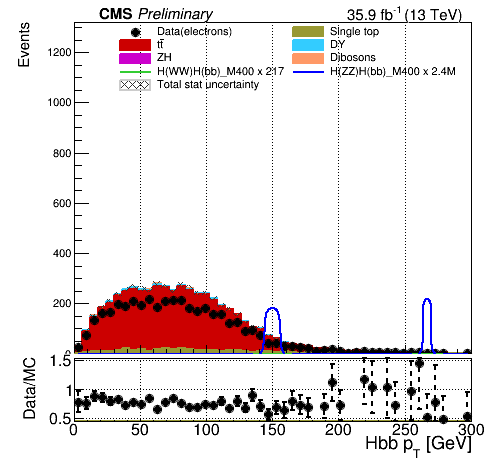 CMS Preliminary 35.9 fb⁻¹ (13 TeV)
Events
Data(electrons) Single top
tt̄ DY
ZH Dibosons
H(WW)H(bb)_M400 x 217 H(ZZ)H(bb)_M400 x 2.4M
Total stat uncertainty
1200
1000
800
600
400
200
0
Data/MC
1.5
1.0
0.5
0 50 100 150 200 250 300
Hbb p_T [GeV]